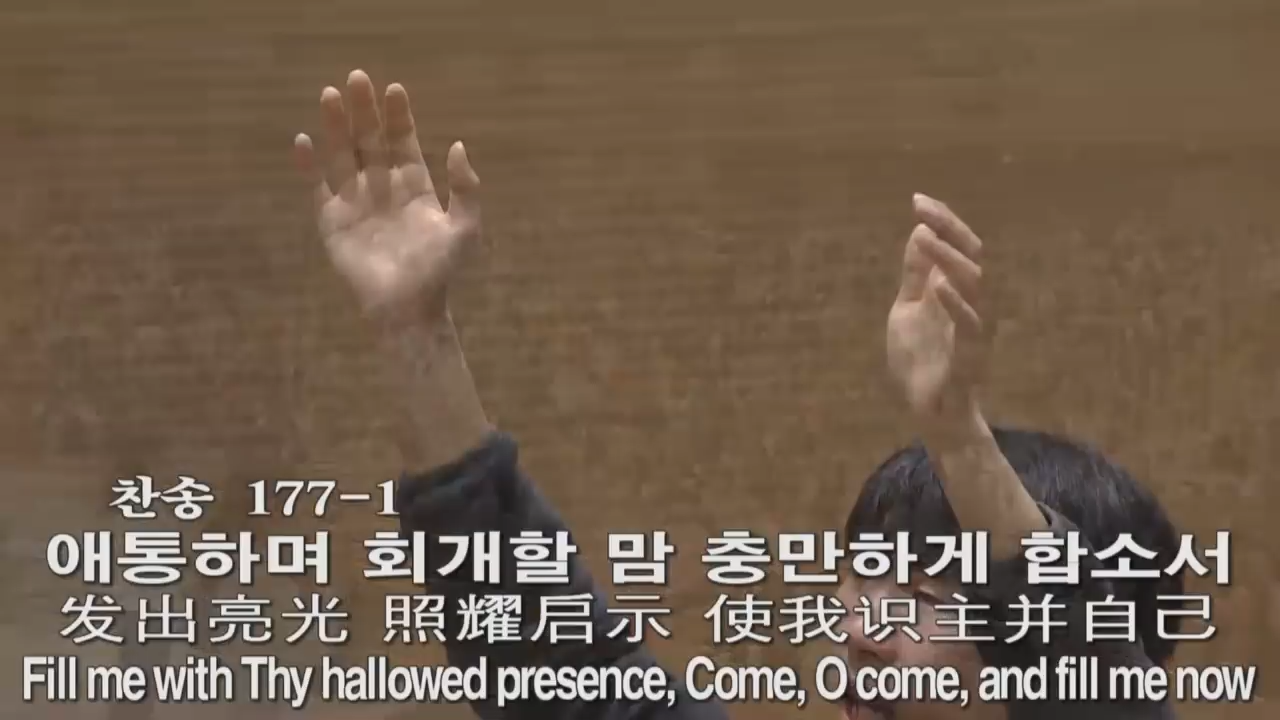 찬송 177-1
애통하며 회개할 맘 충만하게 합소서
发出亮光 照耀启示 使我识主并自己
Fill me with Thy hallowed presence, Come, O come, and fill me now